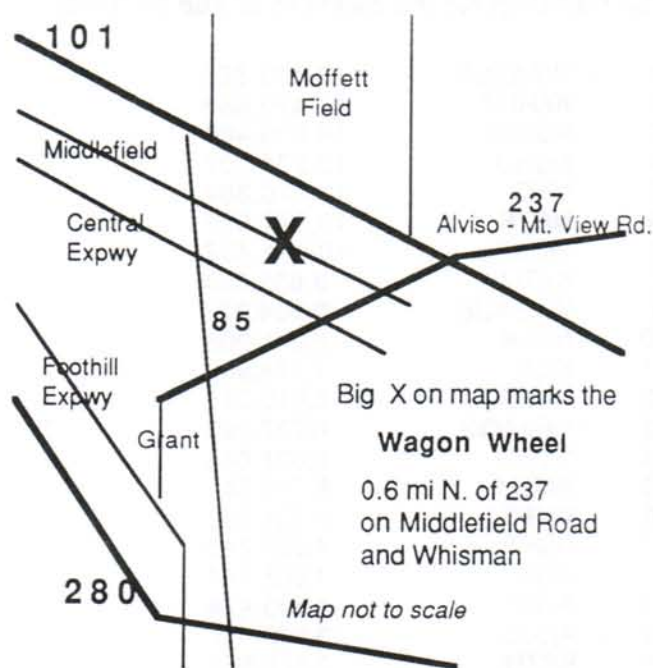 101
Moffett
Field
Middlefield
237
Alviso - Mt. View Rd.
Central
Expwy
X
85
Foothill
Expwy
Grant
Big X on map marks the
Wagon Wheel
0.6 mi N. of 237
on Middlefield Road
and Whisman
280
Map not to scale